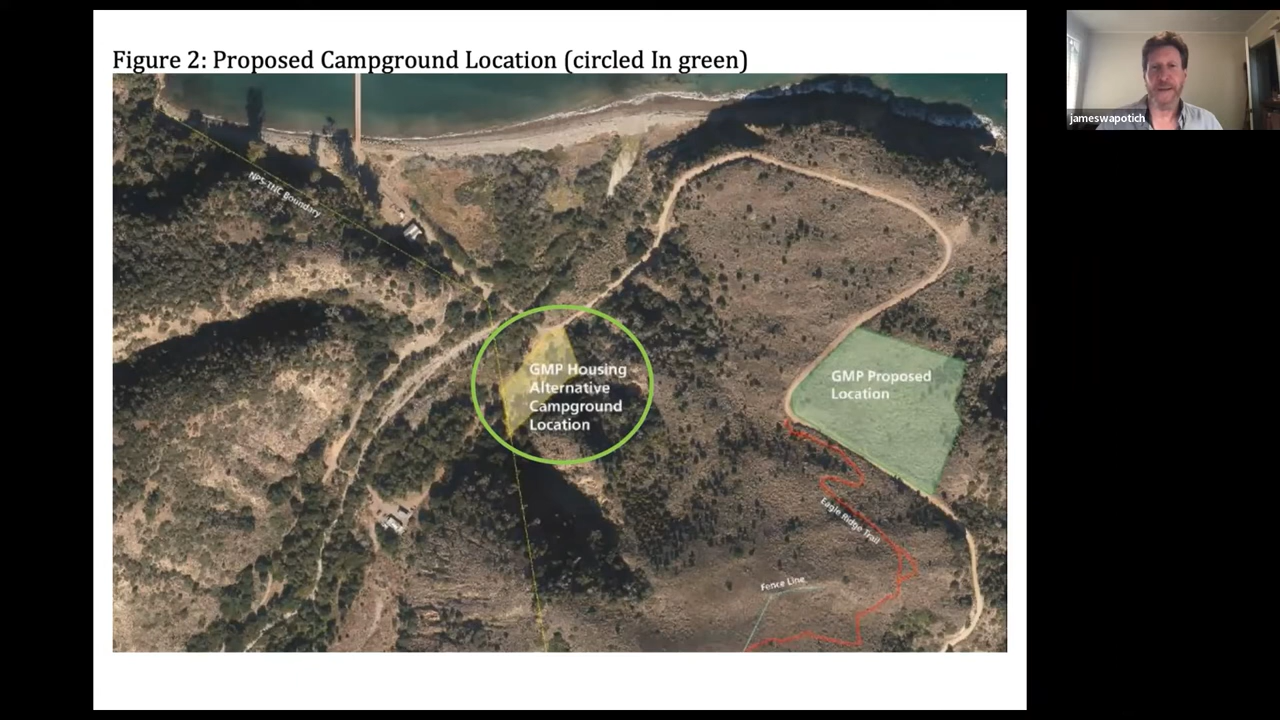 Figure 2: Proposed Campground Location (circled In green)
jameswapotich
NPS-TNC Boundary
GMP Housing
Alternative
Campground
Location
GMP Proposed
Location
Eagle Ridge Trail
Fence Line